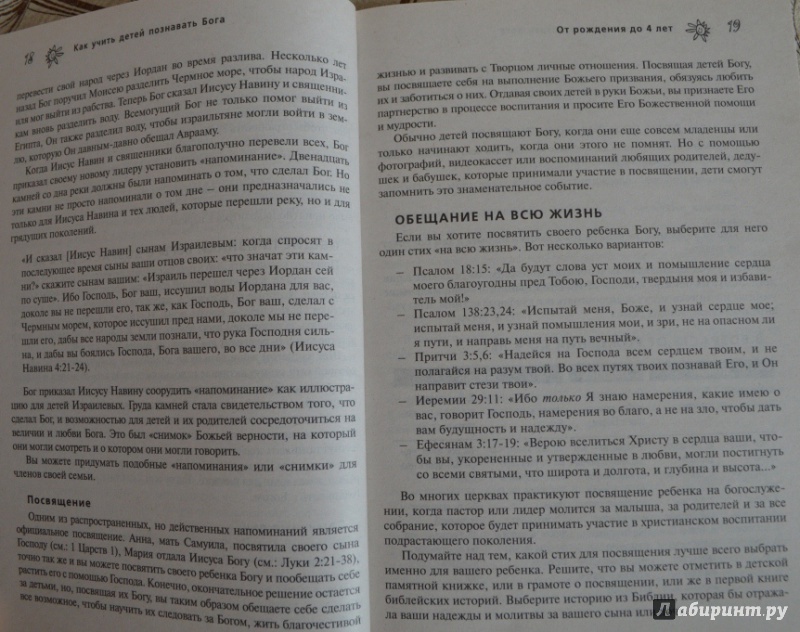 18
Как учить детей познавать Бога
перевести свой народ через Иордан во время разлива. Несколько лет
назад Бог поручил Моисею разделить Чермное море, чтобы народ Изра-
иля мог выйти из рабства. Теперь Бог сказал Иисусу Навину и священни-
кам вновь разделить воду. Всемогущий Бог не только помог выйти из
Египта, Он также разделил воду, чтобы израильтяне могли войти в зем-
лю, которую Он давным-давно обещал Аврааму.
Когда Иисус Навин и священники благополучно перевели всех, Бог
приказал своему новому лидеру установить «напоминание». Двенадцать
камней со дна реки должны были напоминать о том, что сделал Бог. Но
эти камни не просто напоминали о том дне — они предназначались не
только для Иисуса Навина и тех людей, которые перешли реку, но и для
грядущих поколений.
«И сказал [Иисус Навин] сынам Израилевым: когда спросят в
последующее время сыны ваши отцов своих: «что значат эти кам-
ни?» скажите сынам вашим: «Израиль перешел через Иордан сей
по суше». Ибо Господь, Бог ваш, иссушил воды Иордана для вас,
доколе вы не перешли его, так же, как Господь, Бог ваш, сделал с
Чермным морем, которое иссушил пред нами, доколе мы не пере-
шли его, дабы все народы земли познали, что рука Господня силь-
на, и дабы вы боялись Господа, Бога вашего, во все дни» (Иисуса
Навина 4:21-24).
Бог приказал Иисусу Навину соорудить «напоминание» как иллюстра-
цию для детей Израилевых. Груда камней стала свидетельством того, что
сделал Бог, и возможностью для детей и их родителей сосредоточиться на
величии и любви Бога. Это был «снимок» Божьей верности, на который
они могли смотреть и о котором они могли говорить.
Вы можете придумать подобные «напоминания» или «снимки» для
членов своей семьи.
Посвящение
Одним из распространенных, но действенных напоминаний является
официальное посвящение. Анна, мать Самуила, посвятила своего сына
Господу (см.: 1 Царств 1), Мария отдала Иисуса Богу (см.: Луки 2:21-38).
точно так же и вы можете посвятить своего ребенка Богу и пообещать себе
растить его с помощью Господа. Конечно, окончательное решение остается
за детьми, но, посвящая их Богу, вы таким образом обещаете себе сделать
все возможное, чтобы научить их следовать за Богом, жить благочестивой
От рождения до 4 лет
19
жизнью и развивать с Творцом личные отношения. Посвящая детей Богу,
вы посвящаете себя на выполнение Божьего призвания, обязуясь любить
их и заботиться о них. Отдавая своих детей в руки Божьи, вы признаете Его
партнерство в процессе воспитания и просите Его Божественной помощи
и мудрости.
Обычно детей посвящают Богу, когда они еще совсем младенцы или
только начинают ходить, когда они этого не помнят. Но с помощью
фотографий, видеокассет или воспоминаний любящих родителей, дедуш-
шек и бабушек, которые принимали участие в посвящении, дети смогут
запомнить это знаменательное событие.
ОБЕЩАНИЕ НА ВСЮ ЖИЗНЬ
Если вы хотите посвятить своего ребенка Богу, выберите для него
один стих «на всю жизнь». Вот несколько вариантов:
— Псалом 18:15: «Да будут слова уст моих и помышление сердца
моего благоугодны пред Тобою, Господи, твердыня моя и избави-
тель мой!»
— Псалом 138:23,24: «Испытай меня, Боже, и узнай сердце мое;
испытай меня, и узнай помышления мои, и зри, не на опасном ли
я пути, и направь меня на путь вечный».
— Притчи 3:5,6: «Надейся на Господа всем сердцем твоим, и не
полагайся на разум твой. Во всех путях твоих познавай Его, и Он
направит стези твои».
— Иеремии 29:11: «Ибо только Я знаю намерения, какие имею о
вас, говорит Господь, намерения во благо, а не на зло, чтобы дать
вам будущность и надежду».
— Ефесянам 3:17-19: «Верою вселиться Христу в сердца ваши, что-
бы вы, укорененные и утвержденные в любви, могли постигнуть
со всеми святыми, что широта и долгота, и глубина и высота...»
Во многих церквах практикуют посвящение ребенка на богослуже-
нии, когда пастор или лидер молится за малыша, за родителей и за все
собрание, которое будет принимать участие в христианском воспитании
подрастающего поколения.
Подумайте над тем, какой стих для посвящения лучше всего выбрать
именно для вашего ребенка. Решите, что вы можете отметить в детской
памятной книжке, или в грамоте о посвящении, или же в первой книге
библейских историй. Выберите историю из Библии, которая бы отража-
ла ваши надежды и молитвы за вашего сына или
Лабиринт.ру